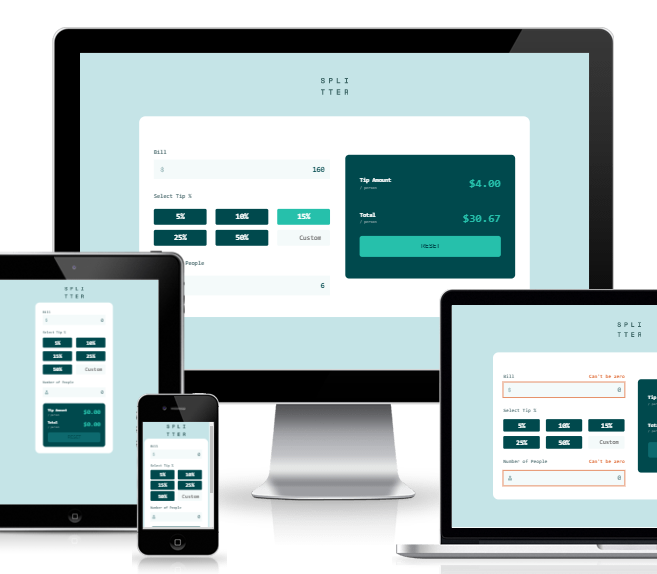 SPLI
TTER
Bill
$ 160
Select Tip %
5% 10% 15%
25% 50% Custom
People
6
Tip Amount
/ person
$4.00
Total
/ person
$30.67
RESET
SPLI
TTER
Bill
$ 0
Select Tip %
5% 10%
15% 25%
50% Custom
Number of People
0
Tip Amount
/ person
$0.00
Total
/ person
$0.00
SPLI
TTER
Bill
0
Select Tip %
5% 10%
15% 25%
50% Custom
Number of People
0
SPLI
TTER
Bill Can't be zero
$ 0
Select Tip %
5% 10% 15%
25% 50% Custom
Number of People Can't be zero
0
Tip